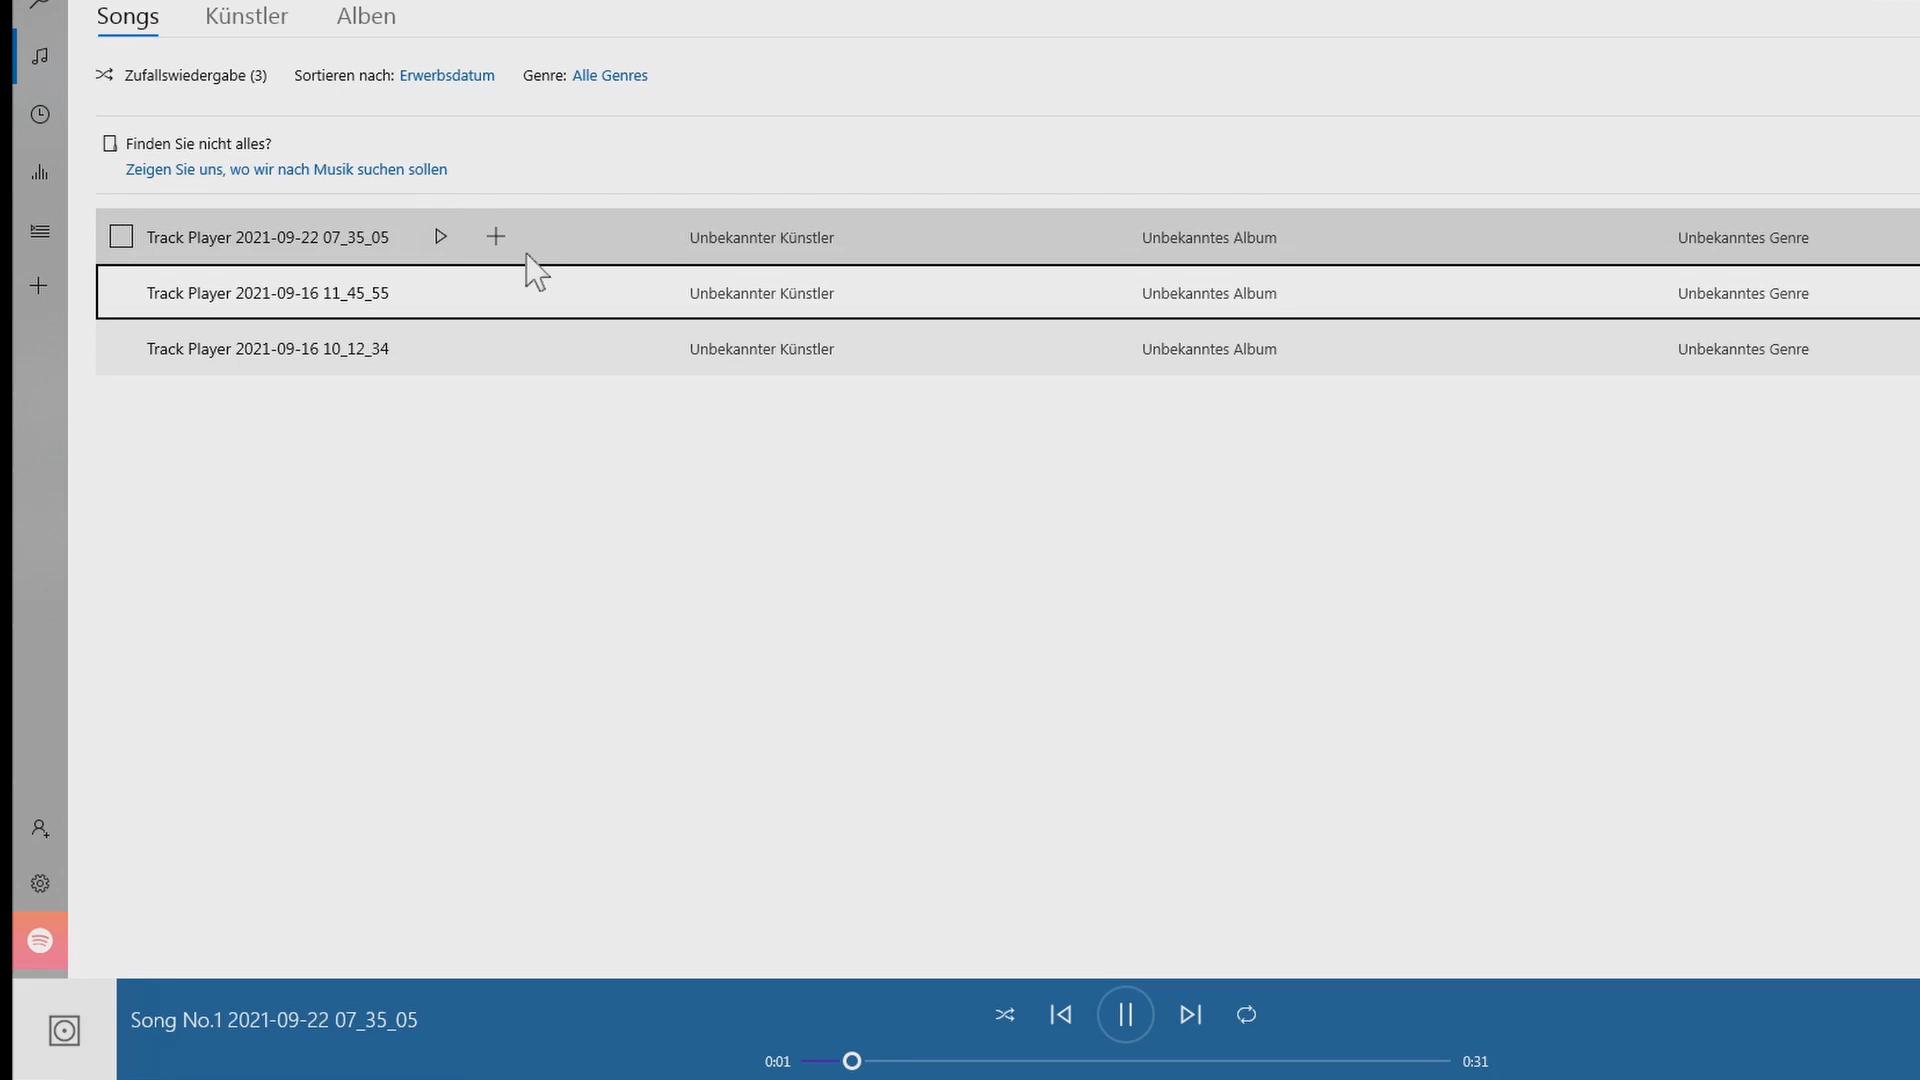 Songs Künstler Alben
Zufallswiedergabe (3) Sortieren nach: Erwerbsdatum Genre: Alle Genres
Finden Sie nicht alles?
Zeigen Sie uns, wo wir nach Musik suchen sollen
Track Player 2021-09-22 07_35_05 Unbekannter Künstler Unbekanntes Album Unbekanntes Genre
Track Player 2021-09-16 11_45_55 Unbekannter Künstler Unbekanntes Album Unbekanntes Genre
Track Player 2021-09-16 10_12_34 Unbekannter Künstler Unbekanntes Album Unbekanntes Genre
Song No.1 2021-09-22 07_35_05
0:01 0:31